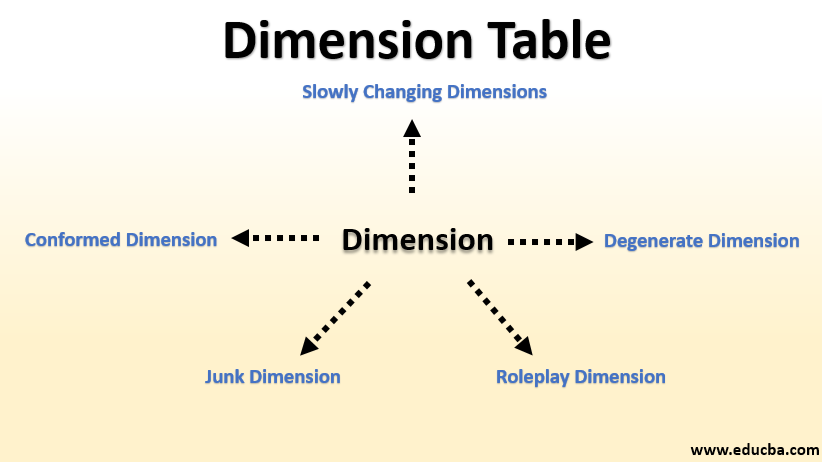 Dimension Table
Slowly Changing Dimensions
Conformed Dimension
Dimension
Degenerate Dimension
Junk Dimension
Roleplay Dimension
www.educba.com